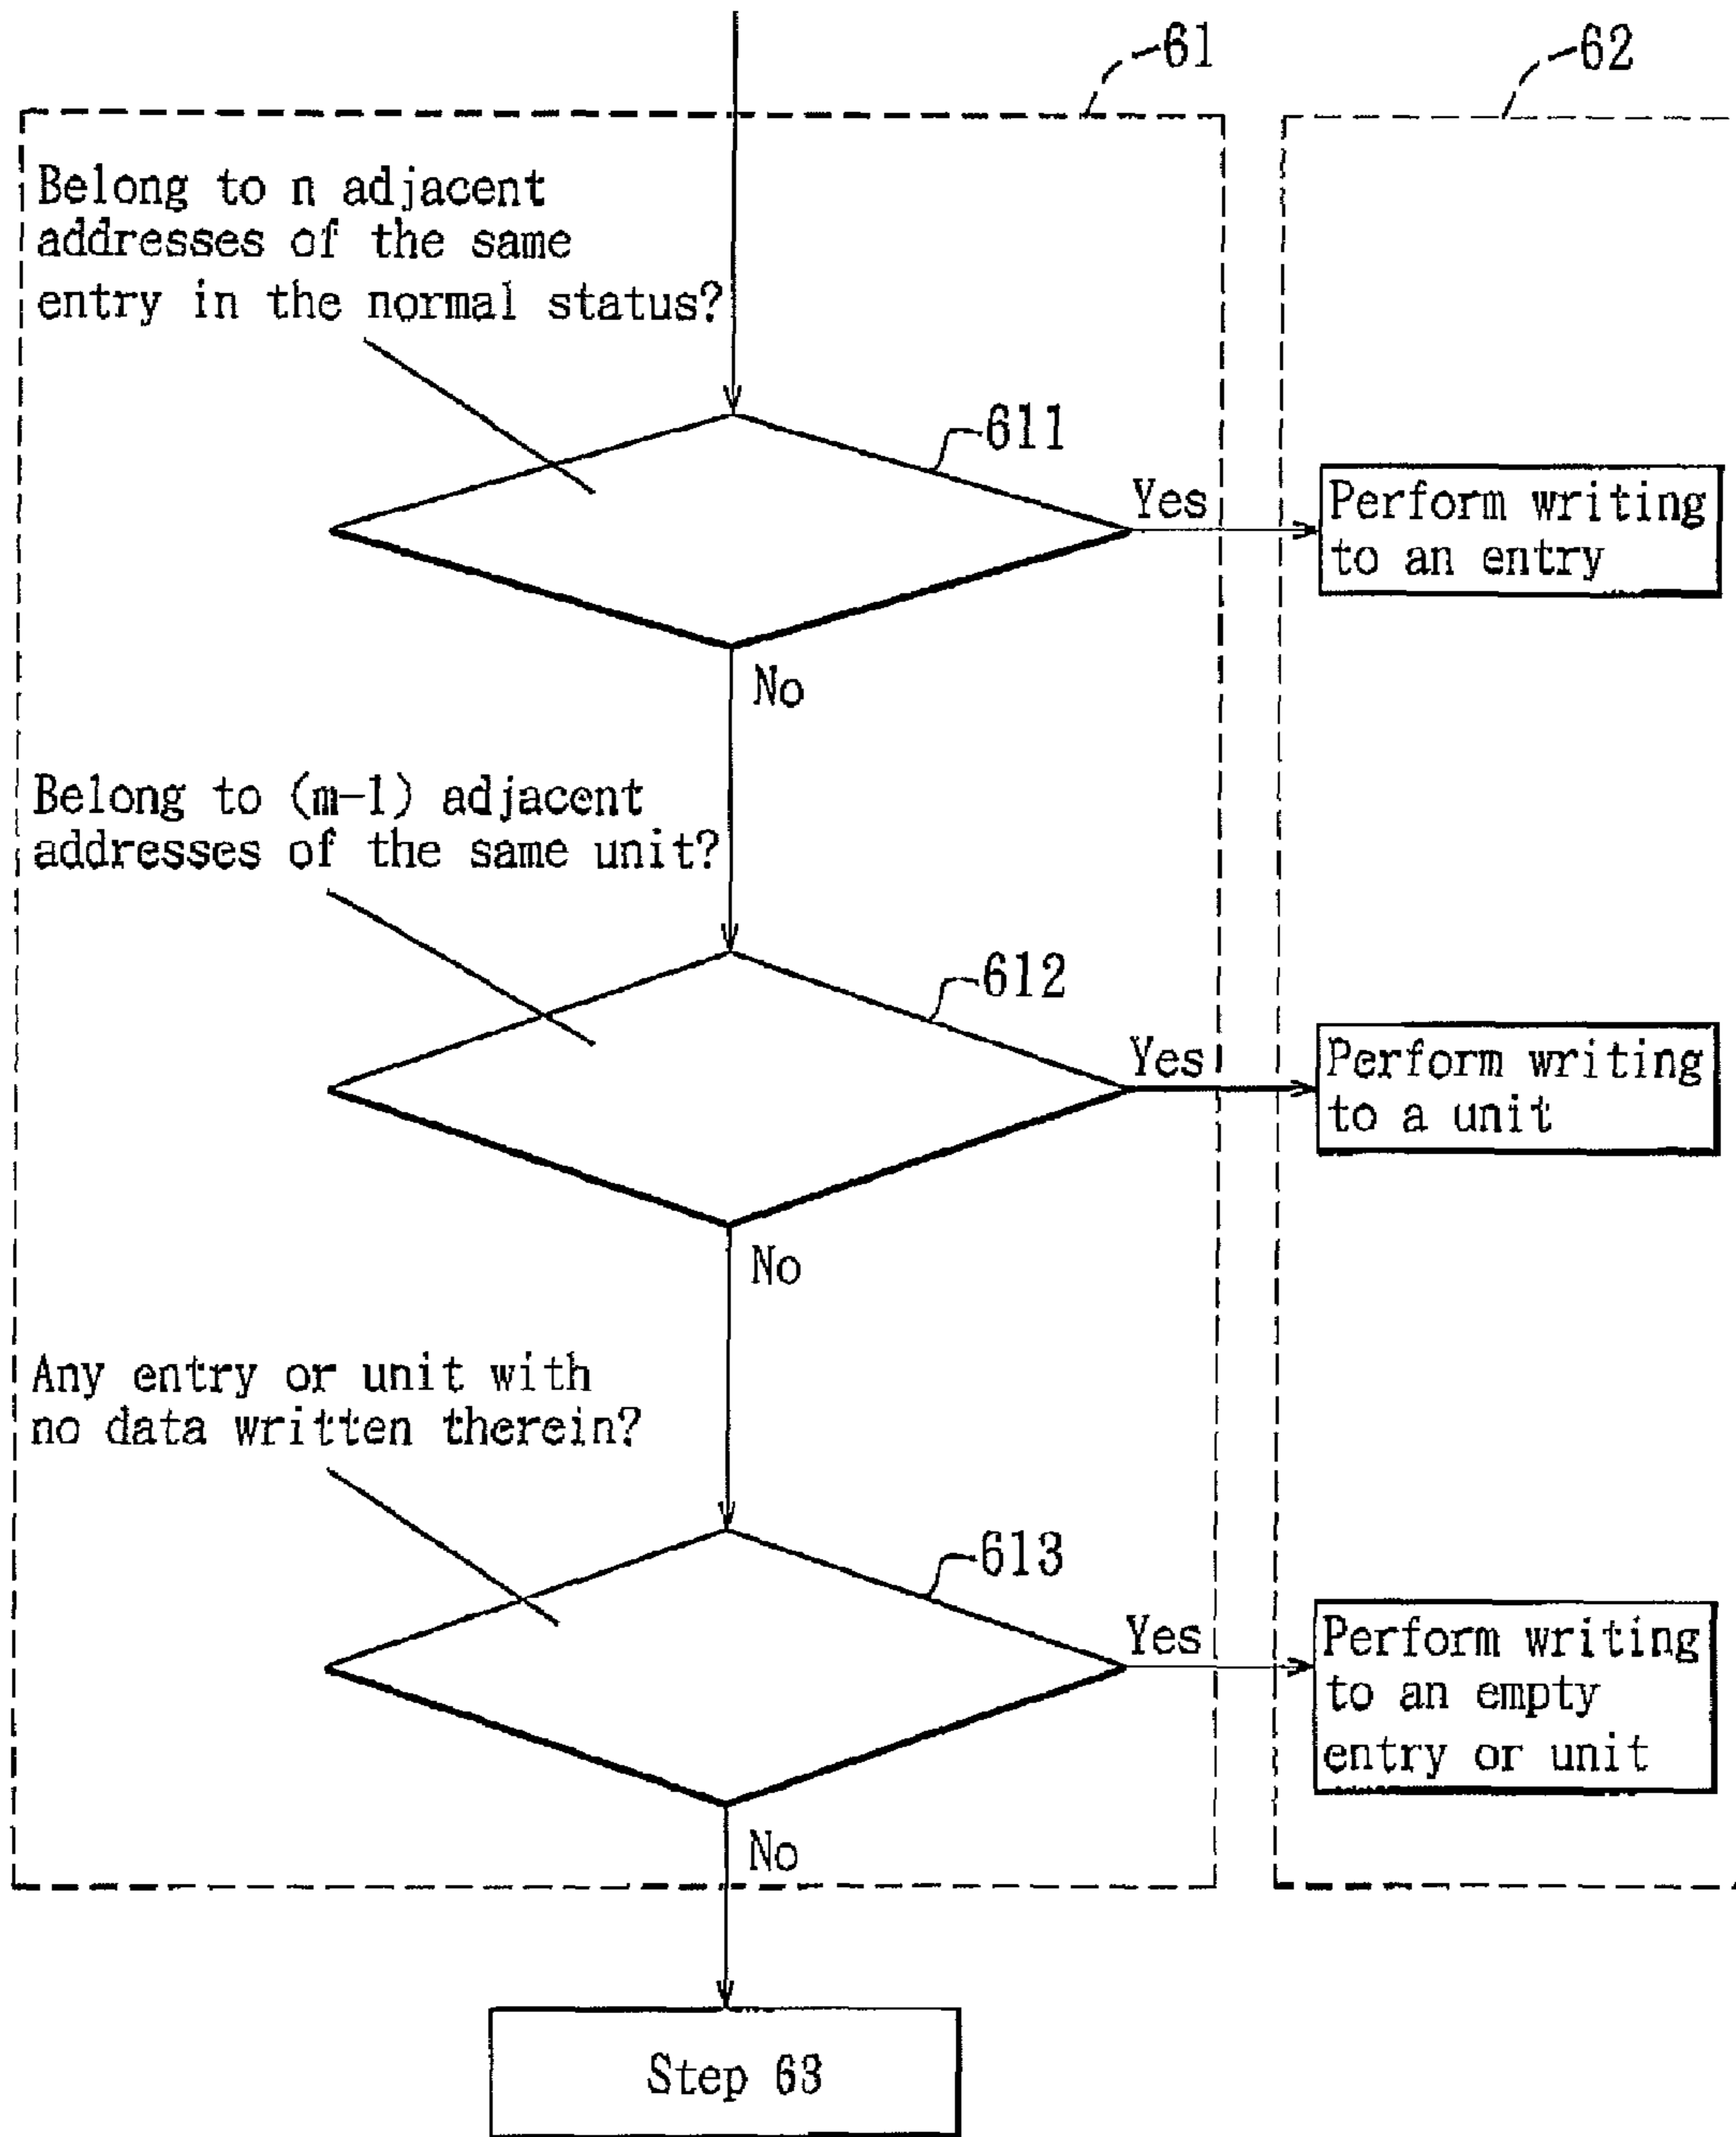 61
62
Belong to n adjacent
addresses of the same
entry in the normal status?
611
Yes
Perform writing
to an entry
No
Belong to (m-1) adjacent
addresses of the same unit?
612
Yes
Perform writing
to a unit
No
Any entry or unit with
no data written therein?
613
Yes
Perform writing
to an empty
entry or unit
No
Step 63